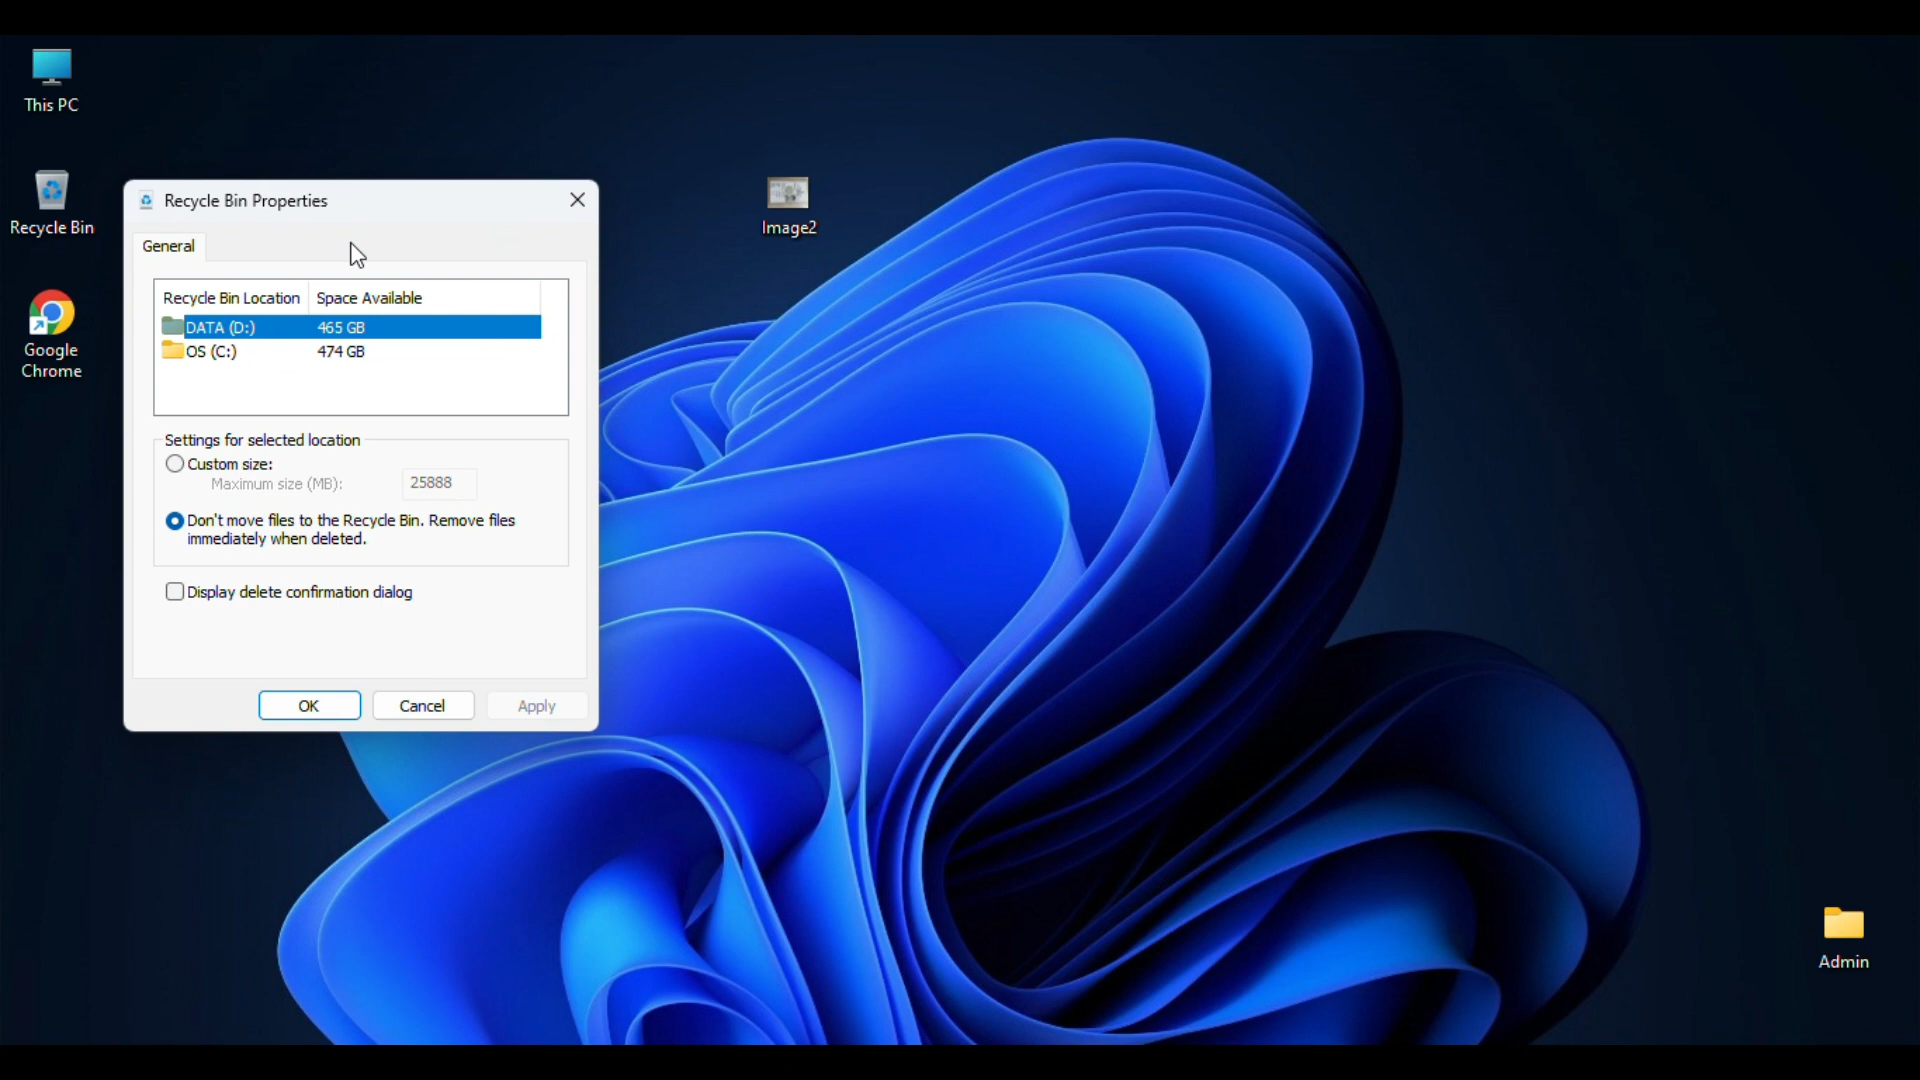 This PC
Recycle Bin
Google
Chrome
Recycle Bin Properties
General
Recycle Bin Location Space Available
DATA (D:) 465 GB
OS (C:) 474 GB
Settings for selected location
Custom size:
Maximum size (MB): 25888
Don't move files to the Recycle Bin. Remove files
immediately when deleted.
Display delete confirmation dialog
OK Cancel Apply
Image2
Admin